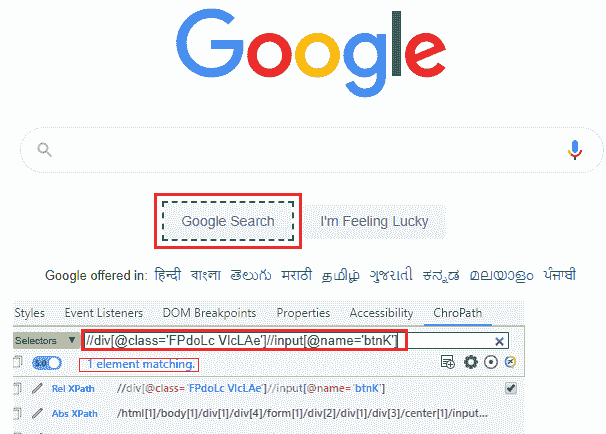 Google
Google Search I'm Feeling Lucky
Google offered in: हिन्दी বাংলা తెలుగు मराठी தமிழ் ગુજરાતી ಕನ್ನಡ മലയാളം ਪੰਜਾਬੀ
Styles Event Listeners DOM Breakpoints Properties Accessibility ChroPath
Selectors ▼ //div[@class='FPdoLc VlcLAe']//input[@name='btnK'] ×
1 element matching.
Rel XPath //div[@class='FPdoLc VlcLAe']//input[@name='btnK']
Abs XPath /html[1]/body[1]/div[1]/div[4]/form[1]/div[2]/div[1]/div[3]/center[1]/input...